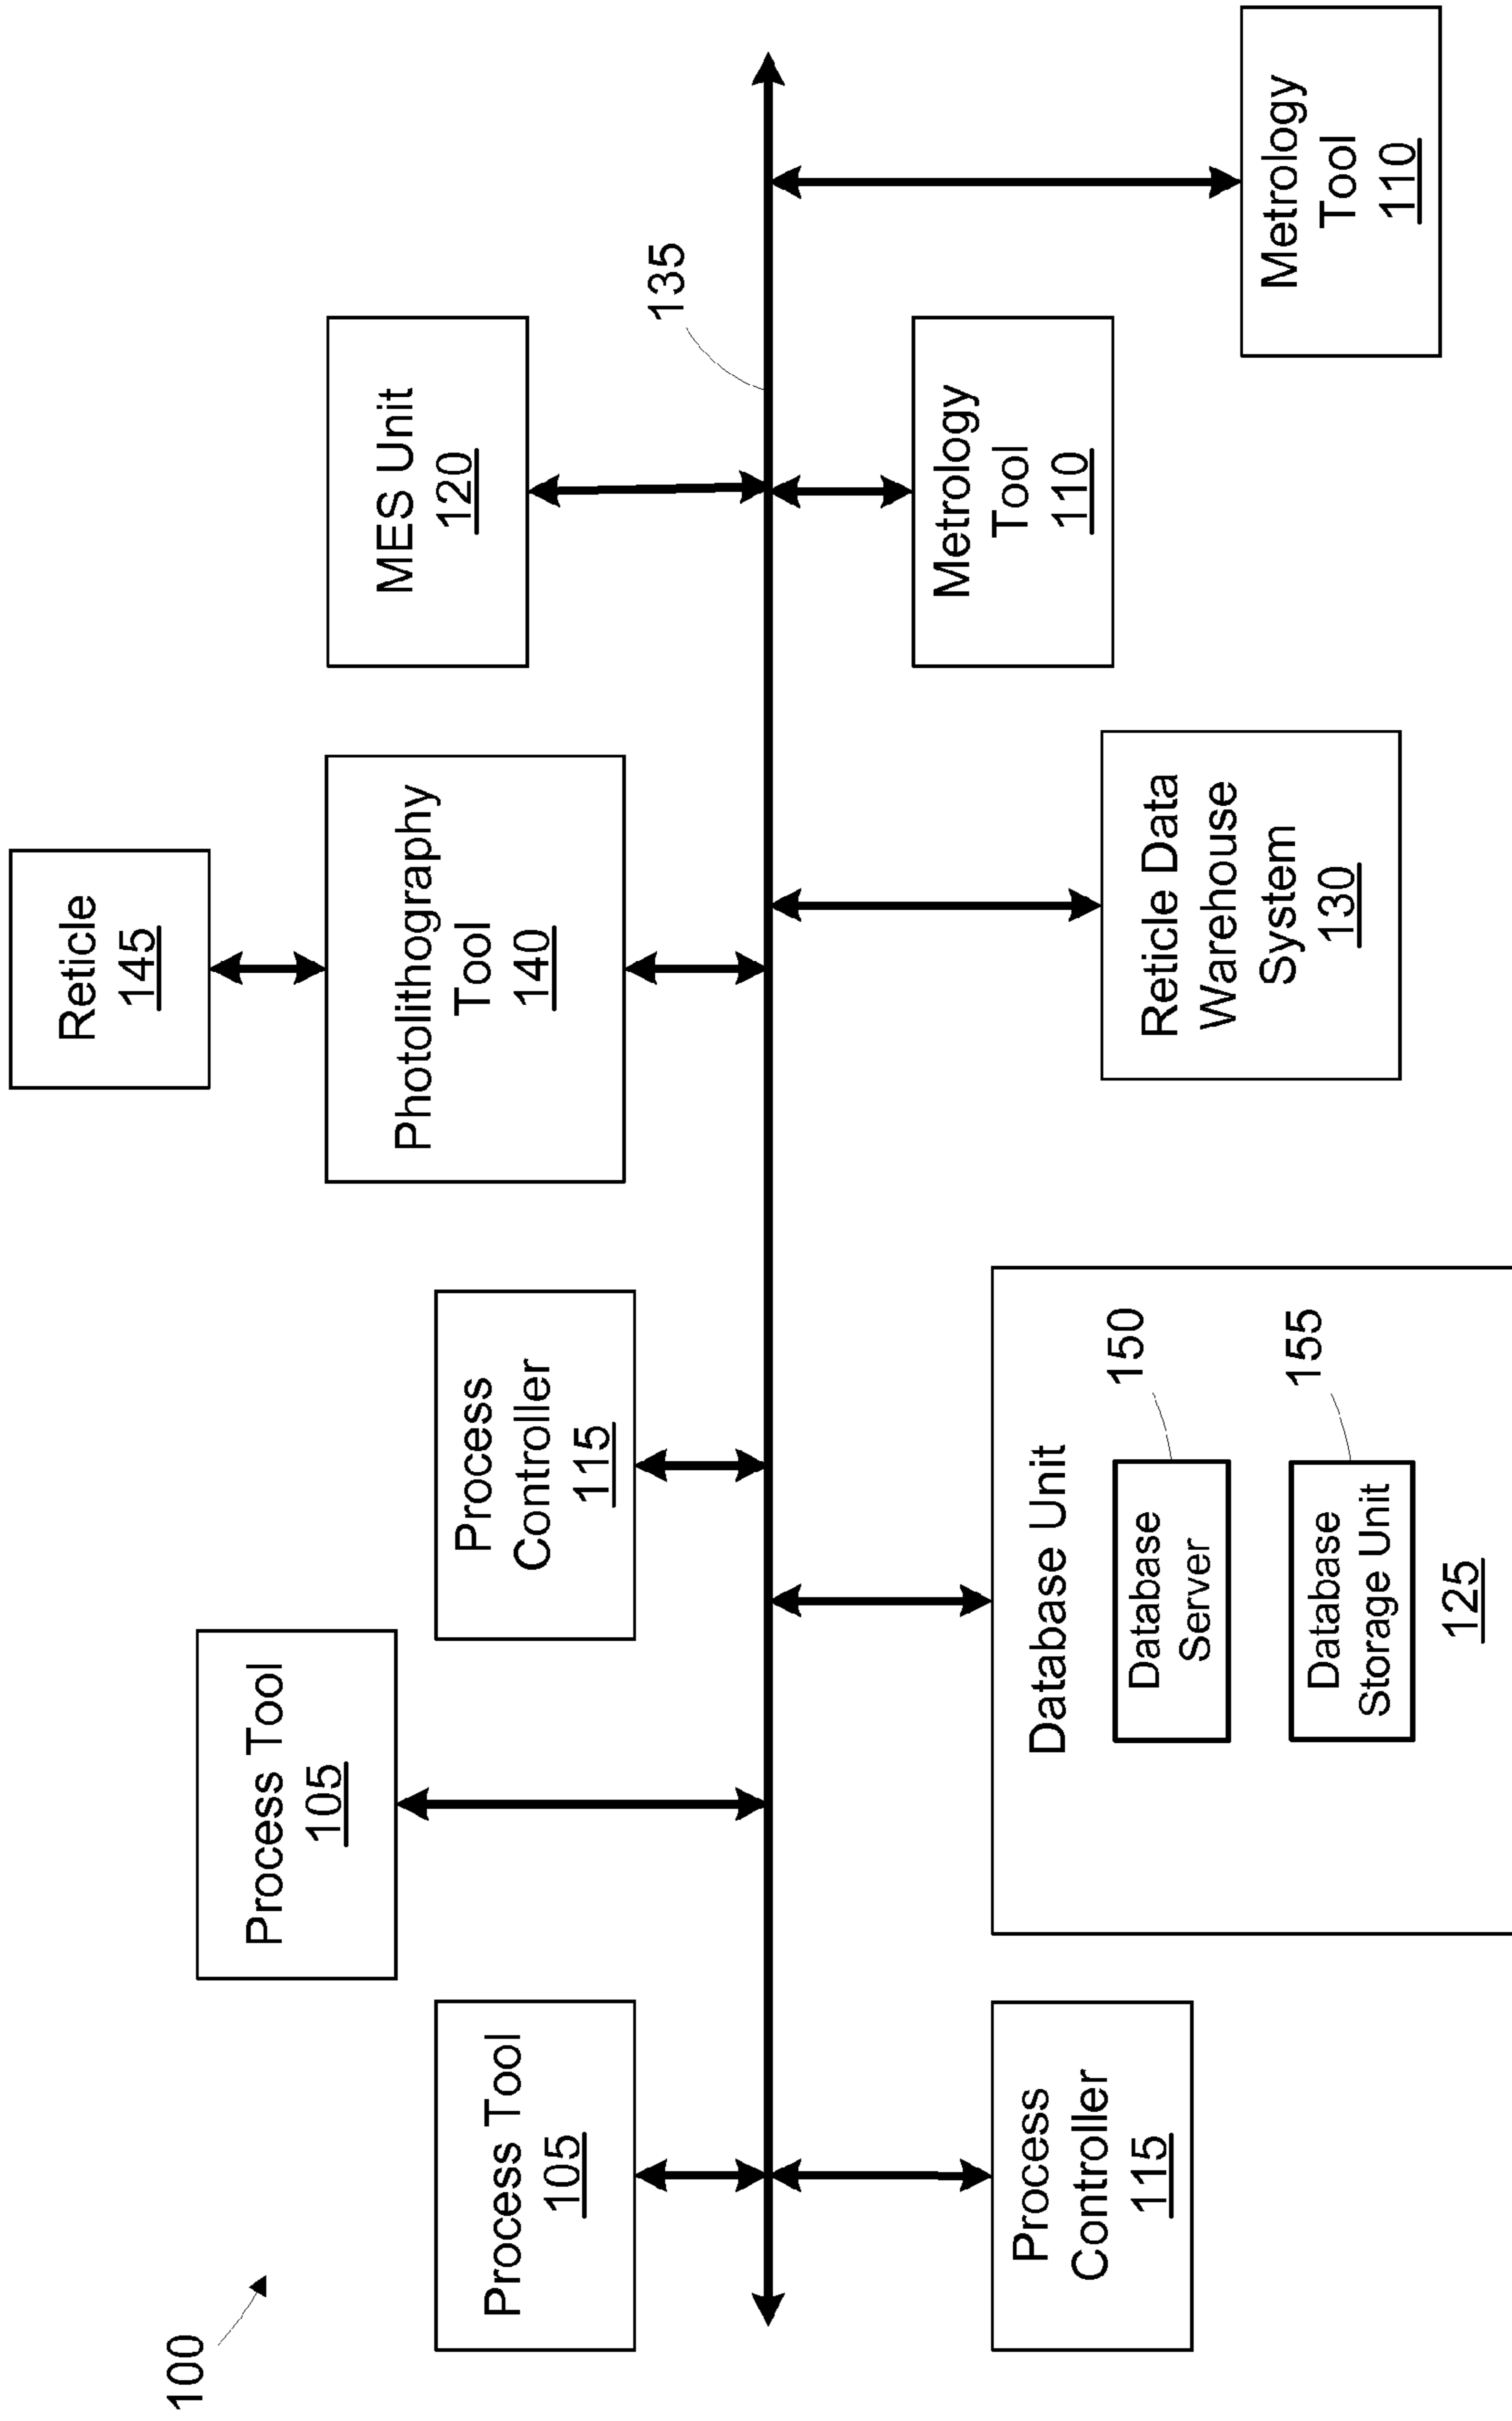 100
Process Tool
105
Process Tool
105
Process
Controller
115
Reticle
145
Photolithography
Tool
140
MES Unit
120
135
Process
Controller
115
Database Unit
Database
Server
150
Database
Storage Unit
155
125
Reticle Data
Warehouse
System
130
Metrology
Tool
110
Metrology
Tool
110